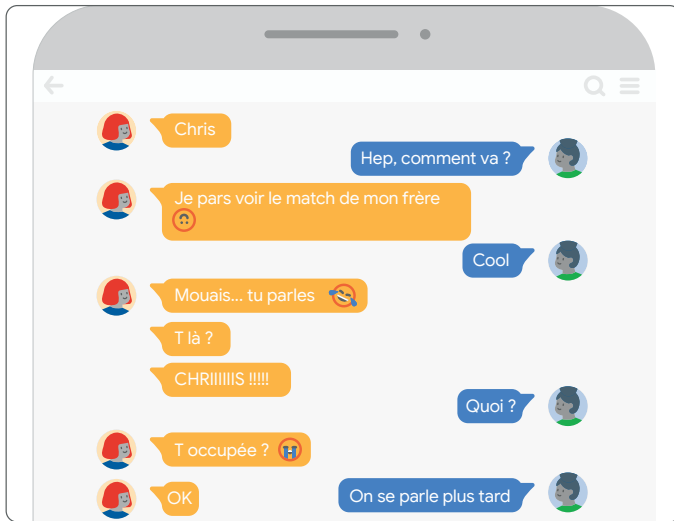 Chris
Hep, comment va ?
Je pars voir le match de mon frère
Cool
Mouais... tu parles
T là ?
CHRIIIIIIS !!!!!
Quoi ?
T occupée ?
On se parle plus tard
OK